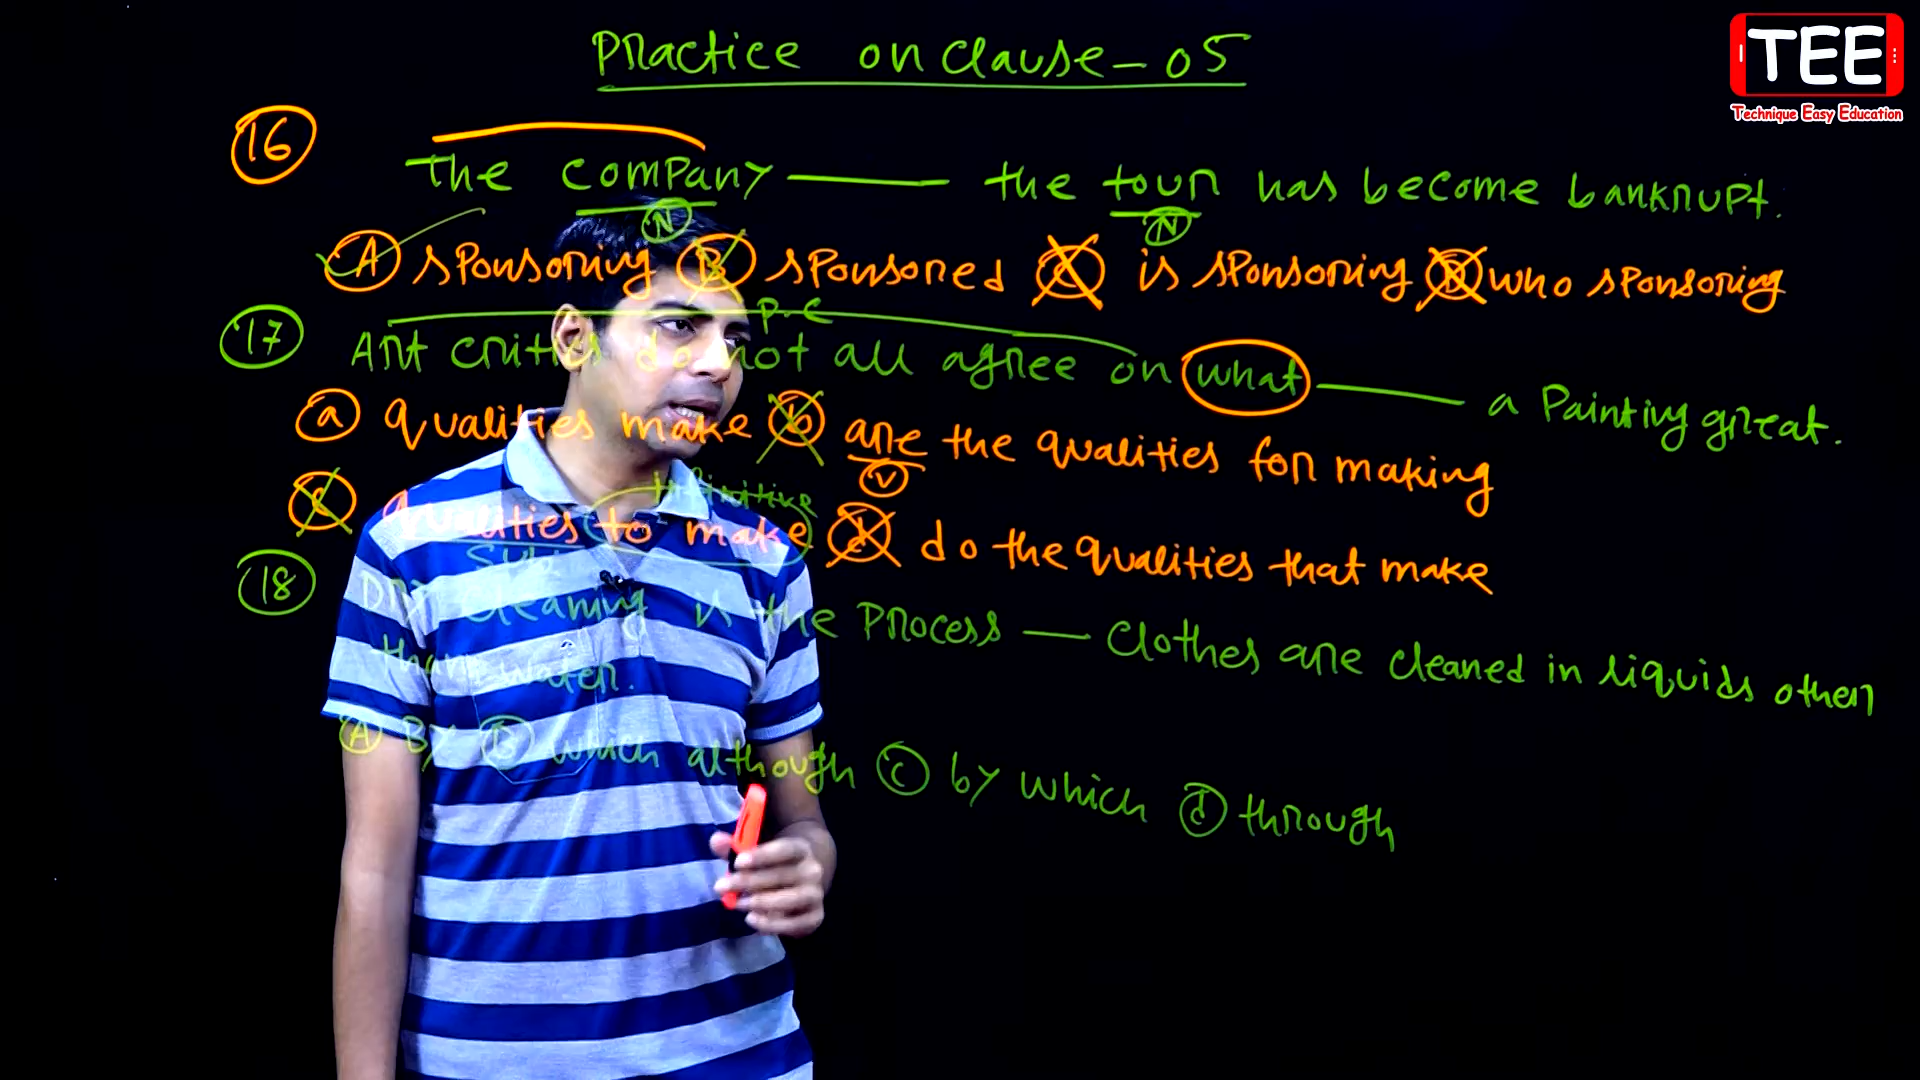 Practice on clause-05
TEE
Technique Easy Education
16 The company ——— the town has become bankrupt.
N N
A sponsoring B sponsored C is sponsoring D who sponsoring
P.C
17 Art critics do not all agree on what ——— a Painting great.
a qualities make b are the qualities for making
V
infinitive
c qualities to make d do the qualities that make
Sub
18 Dry cleaning is the process — clothes are cleaned in liquids other
than water.
A By B which although C by which d through